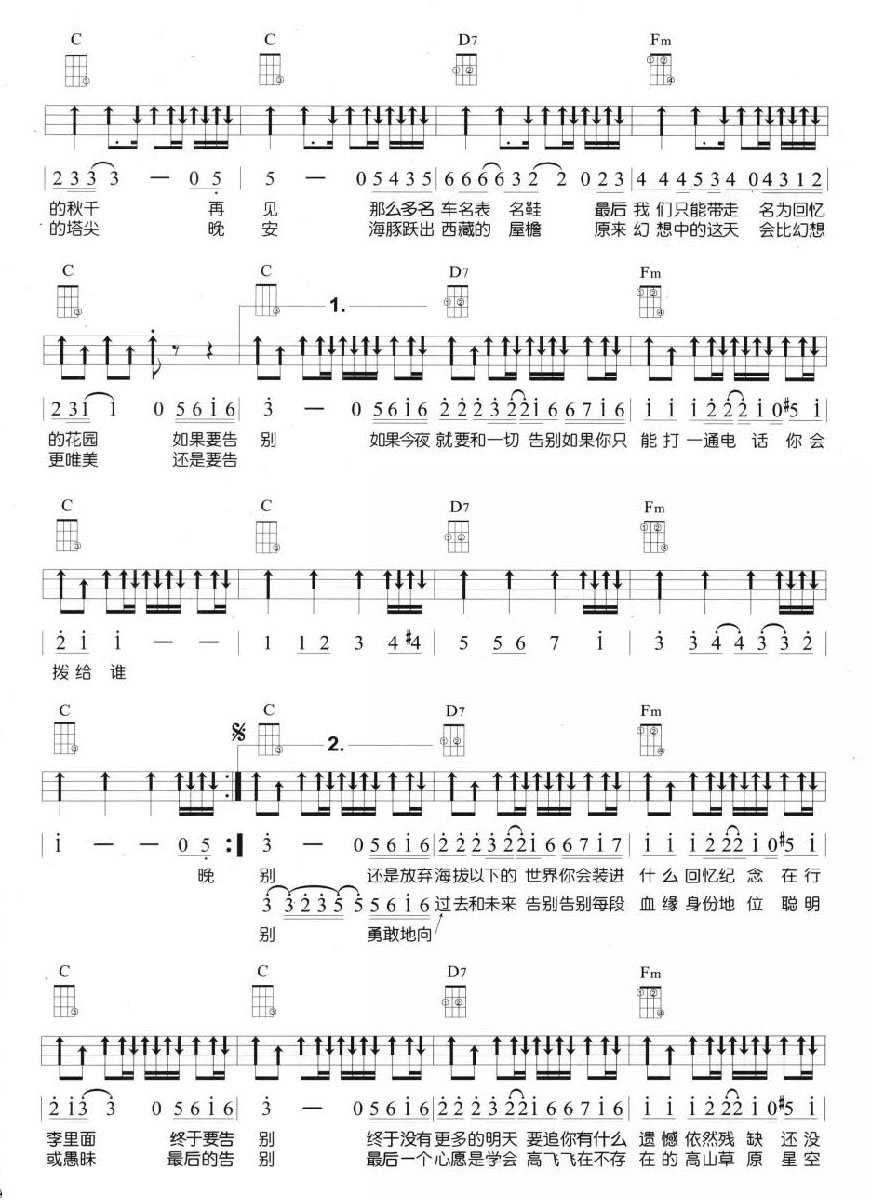 C C D7 Fm
2 3 3 3 — 0 5 5 — 0 5 4 3 5 6 6 6 6 3 2 2 0 2 3 4 4 4 5 3 4 0 4 3 1 2
的秋千 再 见 那么多名 车名表 名鞋 最后 我 们只能带走 名为回忆
的塔尖 晚 安 海豚跃出 西藏的 屋檐 原来 幻 想中的这天 会比幻想
C C D7 Fm
1.
2 3 i i 0 5 6 i 6 3 — 0 5 6 i 6 2 2 2 3 2 2 i 6 6 7 i 6 i i i 2 2 2 i 0 #5 i
的花园 如果要告 别 如果今夜 就要和一切 告别如果你只 能打 一通电 话 你会
更唯美 还是要告
C C D7 Fm
2 i i — — 1 1 2 3 4 #4 5 5 6 7 i 3 3 4 4 3 3 2
拨给 谁
C C D7 Fm
2.
i — — 0 5 3 — 0 5 6 i 6 2 2 2 3 2 2 i 6 6 7 i 7 i i i 2 2 2 i 0 #5 i
晚 别 还是放弃 海拔以下的 世界你会装进 什么 回忆纪 念 在行
3 3 2 3 5 5 5 6 i 6 过去和未来 告别告别每段 血缘 身份地 位 聪明
别 勇敢地向
C C D7 Fm
2 i 3 3 0 5 6 i 6 3 — 0 5 6 i 6 2 2 2 3 2 2 i 6 6 7 i 6 i i i 2 2 2 i 0 #5 i
李里面 终于要告 别 终于没有 更多的明天 要追你有什么 遗憾 依然残 缺 还没
或愚昧 最后的告 别 最后一个 心愿是学会 高飞飞在不存 在的 高山草 原 星空